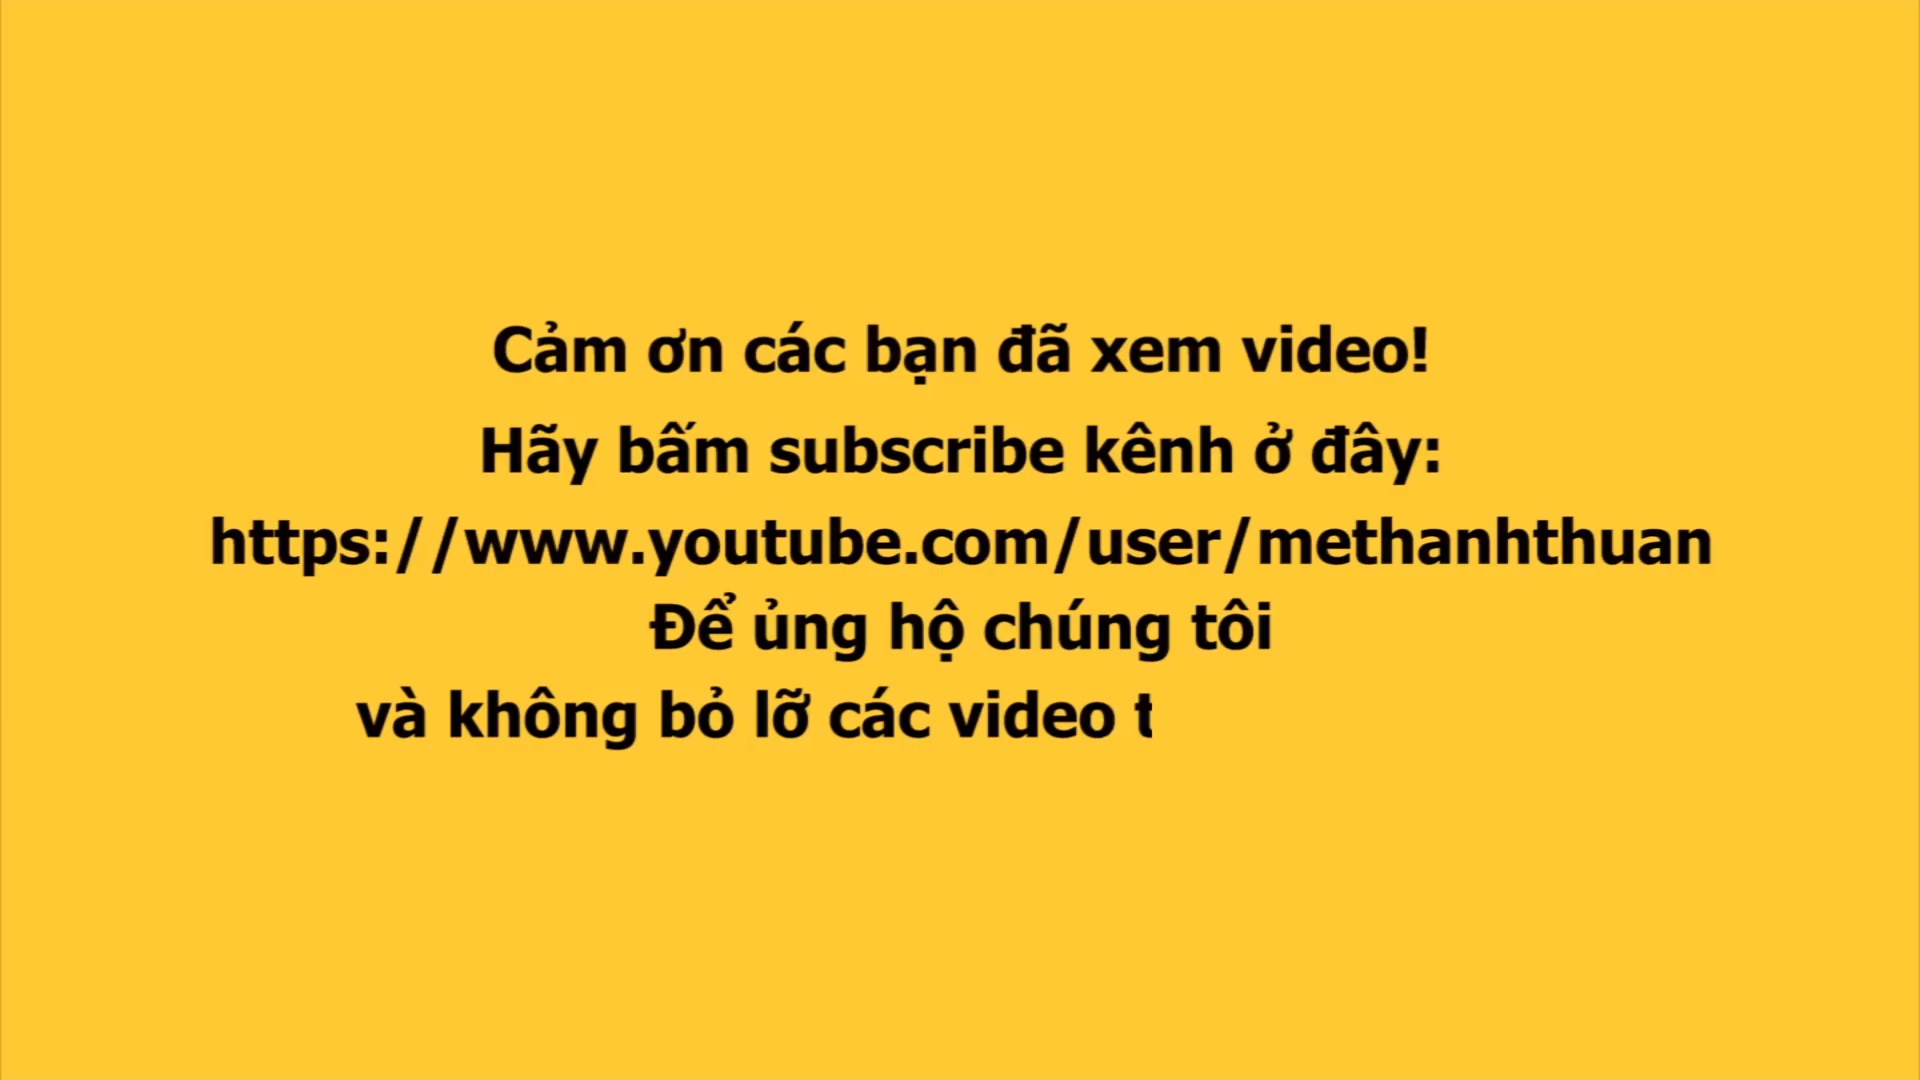 Cảm ơn các bạn đã xem video!
Hãy bấm subscribe kênh ở đây:
https://www.youtube.com/user/methanhthuan
Để ủng hộ chúng tôi
và không bỏ lỡ các video t